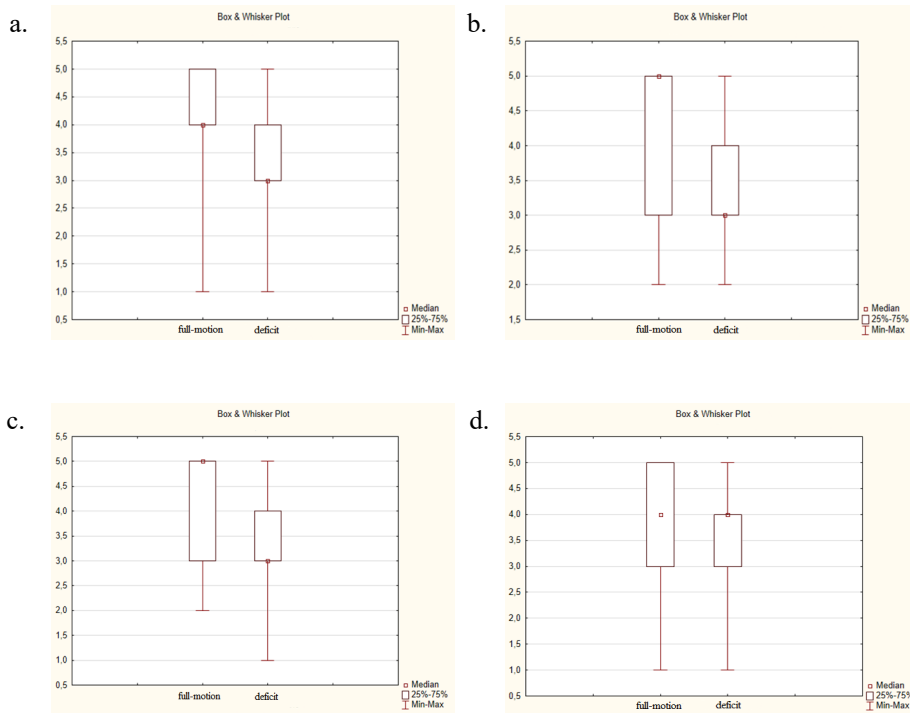 a.
Box & Whisker Plot
5,5
5,0
4,5
4,0
3,5
3,0
2,5
2,0
1,5
1,0
0,5
full-motion deficit
Median
25%-75%
Min-Max
b.
Box & Whisker Plot
5,5
5,0
4,5
4,0
3,5
3,0
2,5
2,0
1,5
full-motion deficit
Median
25%-75%
Min-Max
c.
Box & Whisker Plot
5,5
5,0
4,5
4,0
3,5
3,0
2,5
2,0
1,5
1,0
0,5
full-motion deficit
Median
25%-75%
Min-Max
d.
Box & Whisker Plot
5,5
5,0
4,5
4,0
3,5
3,0
2,5
2,0
1,5
1,0
0,5
full-motion deficit
Median
25%-75%
Min-Max